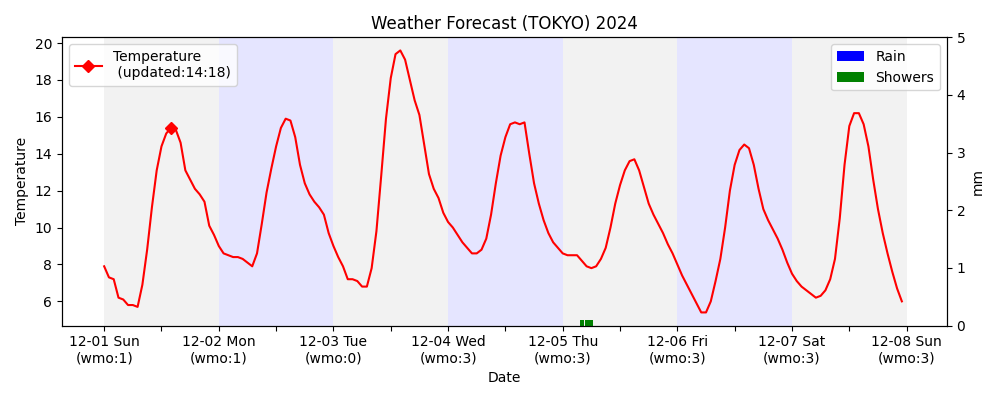 Weather Forecast (TOKYO) 2024
Temperature
(updated:14:18)
Rain
Showers
20
18
16
14
12
10
8
6
Temperature
5
4
3
2
1
0
mm
12-01 Sun
(wmo:1)
12-02 Mon
(wmo:1)
12-03 Tue
(wmo:0)
12-04 Wed
(wmo:3)
12-05 Thu
(wmo:3)
12-06 Fri
(wmo:3)
12-07 Sat
(wmo:3)
12-08 Sun
(wmo:3)
Date